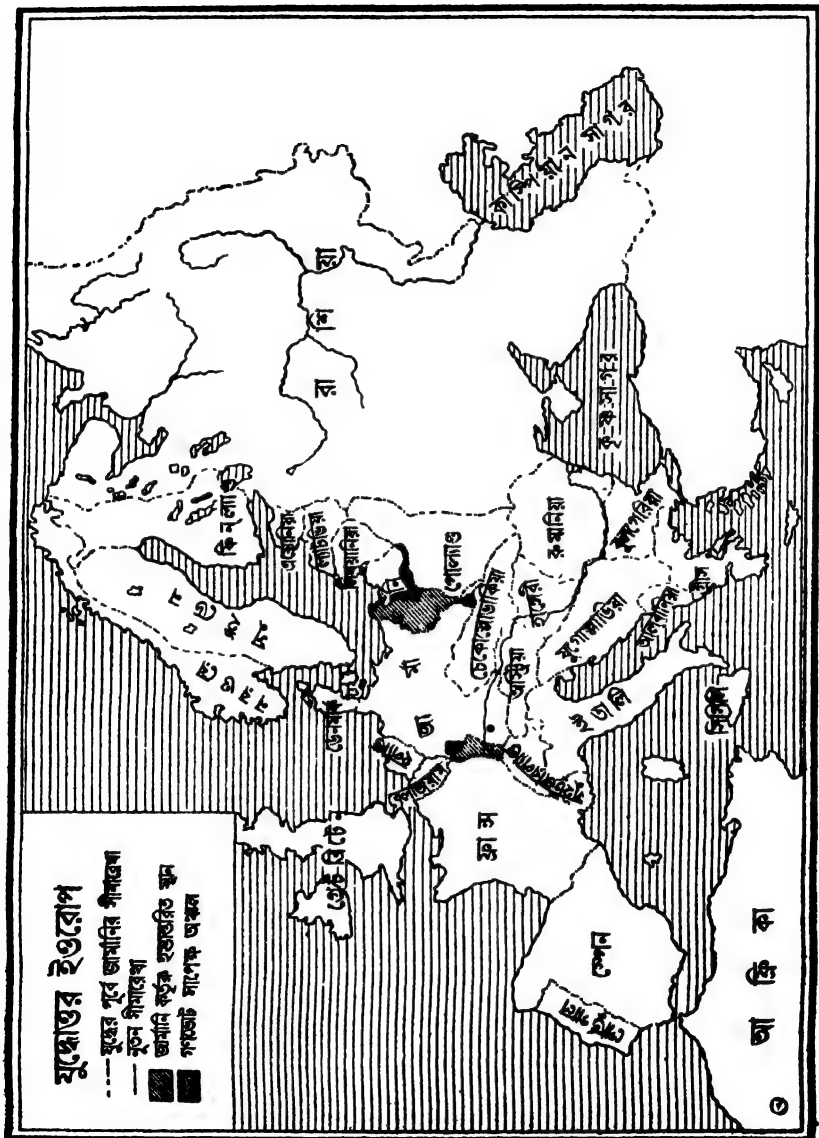 যুদ্ধোত্তর ইওরোপ
যুদ্ধের পূর্বে জার্মানির সীমারেখা
নূতন সীমারেখা
জার্মানি কর্তৃক হস্তান্তরিত স্থান
গণভোট সাপেক্ষ অঞ্চল
নরওয়ে
সুইডেন
ফিনল্যাণ্ড
এস্তোনিয়া
ল্যাটভিয়া
লিথুয়ানিয়া
রাশিয়া
কাস্পিয়ান সাগর
গ্রেট ব্রিটেন
ডেনমার্ক
হল্যাণ্ড
বেলজিয়াম
জার্মানী
পোল্যাণ্ড
চেকোস্লোভাকিয়া
অস্ট্রিয়া
হাঙ্গেরী
রুমানিয়া
কৃষ্ণসাগর
ফ্রান্স
সুইজারল্যাণ্ড
ইতালি
যুগোস্লাভিয়া
বুলগেরিয়া
আলবানিয়া
গ্রীস
সিসিলি
স্পেন
পোর্তুগাল
আফ্রিকা
৩